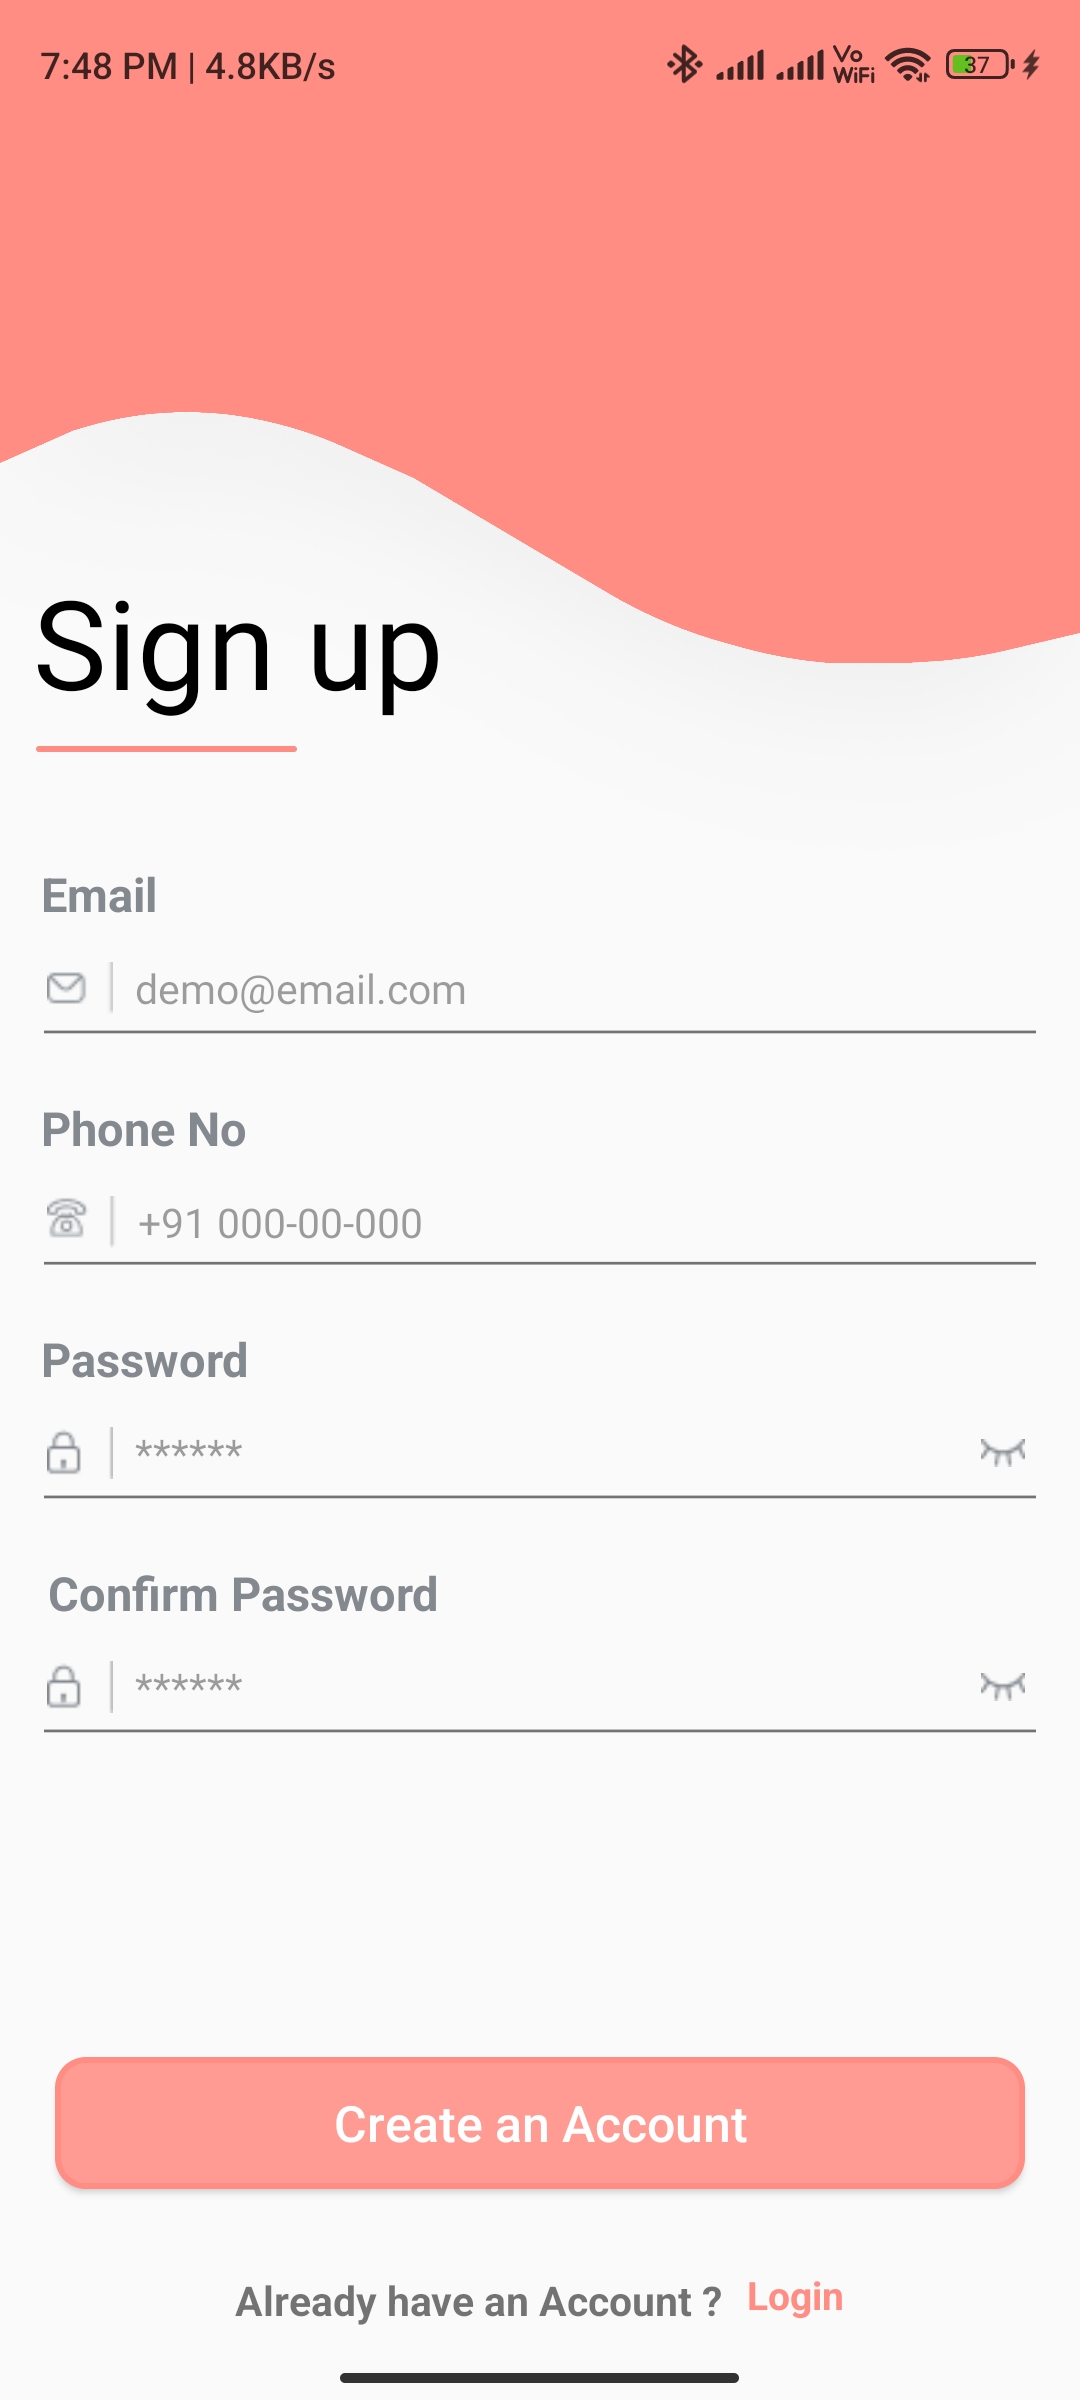 7:48 PM | 4.8KB/s Vo WiFi 37
Sign up
Email
demo@email.com
Phone No
+91 000-00-000
Password
******
Confirm Password
******
Create an Account
Already have an Account ? Login